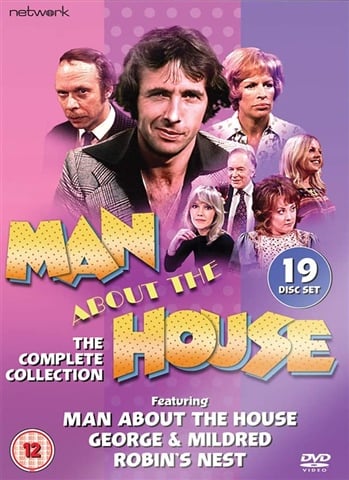 network
MAN
ABOUT THE
HOUSE
19
DISC SET
THE
COMPLETE
COLLECTION
Featuring
MAN ABOUT THE HOUSE
GEORGE & MILDRED
ROBIN'S NEST
12
DVD
VIDEO